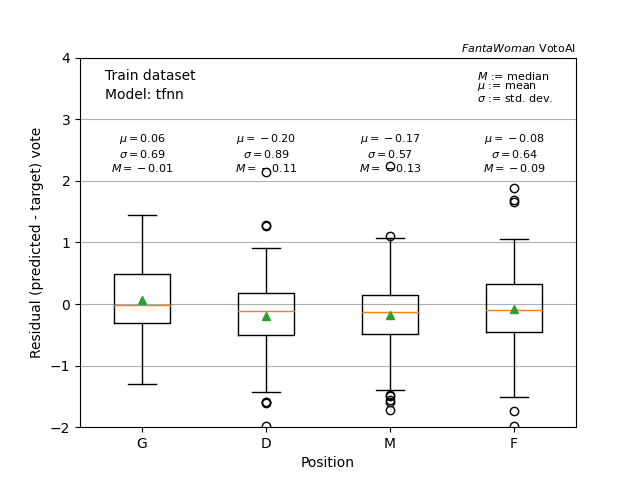 FantaWoman VotoAI
Train dataset
Model: tfnn
M := median
μ := mean
σ := std. dev.
μ = 0.06
σ = 0.69
M = −0.01
μ = −0.20
σ = 0.89
M = −0.11
μ = −0.17
σ = 0.57
M = −0.13
μ = −0.08
σ = 0.64
M = −0.09
Residual (predicted - target) vote
4
3
2
1
0
−1
−2
G D M F
Position